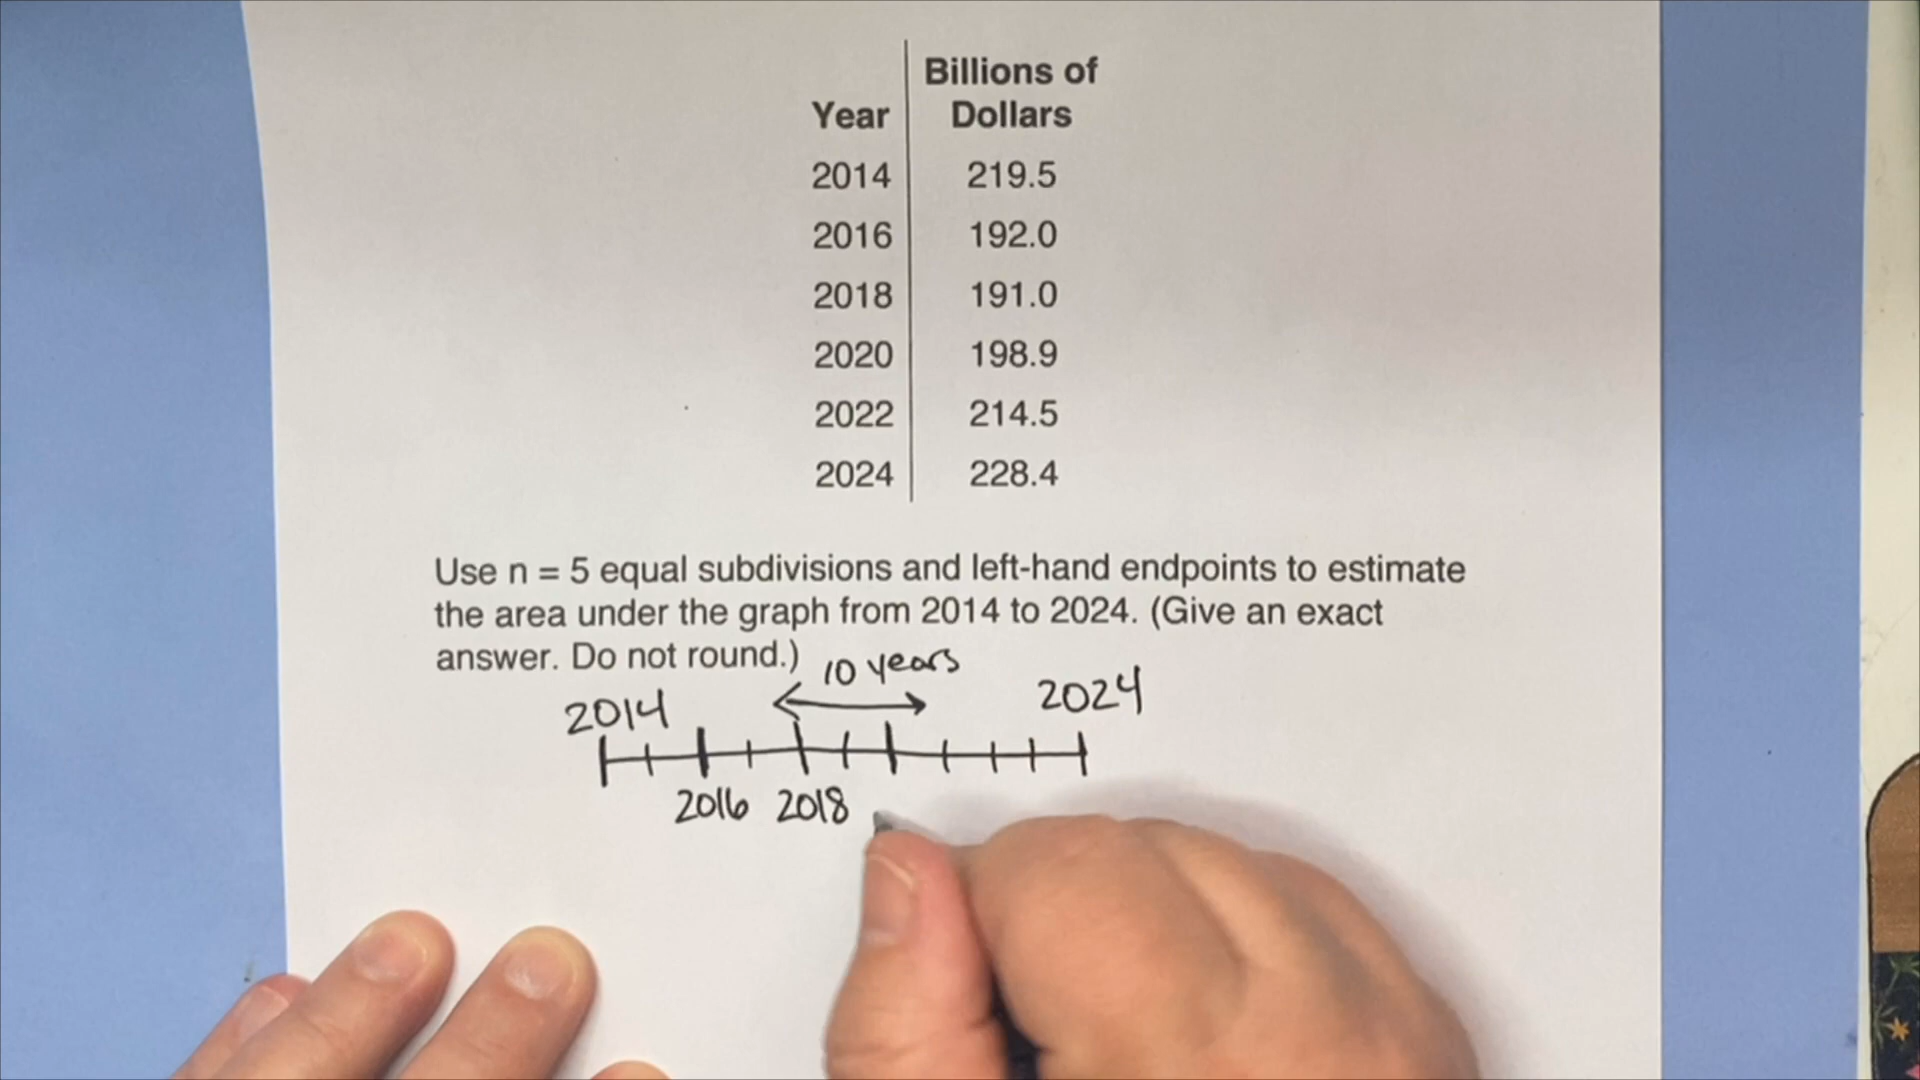 Billions of
Year Dollars
2014 219.5
2016 192.0
2018 191.0
2020 198.9
2022 214.5
2024 228.4
Use n = 5 equal subdivisions and left-hand endpoints to estimate
the area under the graph from 2014 to 2024. (Give an exact
answer. Do not round.)
10 years
2014 2024
2016 2018